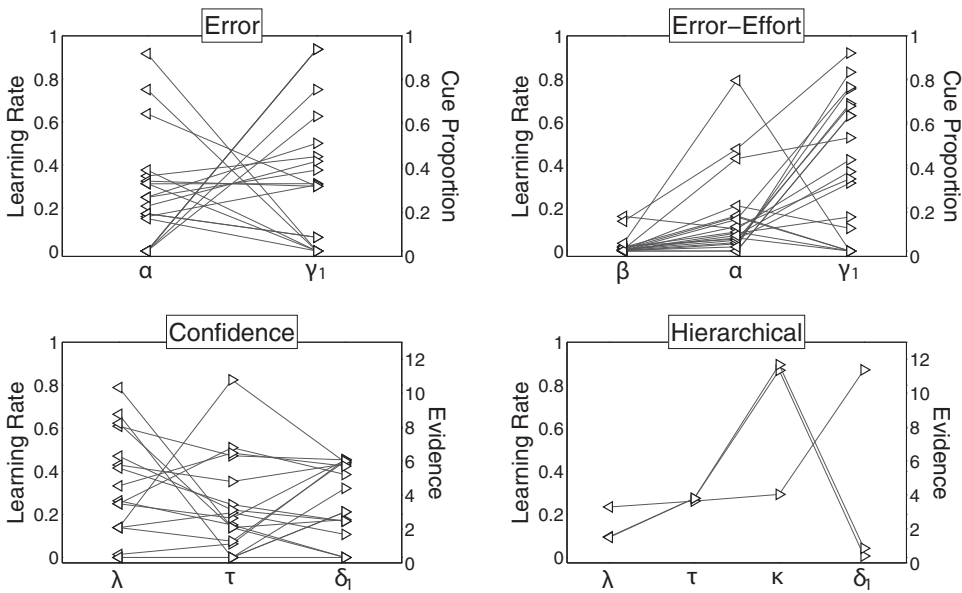 Error
1
0.8
0.6
0.4
0.2
0
Learning Rate
1
0.8
0.6
0.4
0.2
0
Cue Proportion
α
γ1
Error–Effort
1
0.8
0.6
0.4
0.2
0
Learning Rate
1
0.8
0.6
0.4
0.2
0
Cue Proportion
β
α
γ1
Confidence
1
0.8
0.6
0.4
0.2
0
Learning Rate
12
10
8
6
4
2
0
Evidence
λ
τ
δ1
Hierarchical
1
0.8
0.6
0.4
0.2
0
Learning Rate
12
10
8
6
4
2
0
Evidence
λ
τ
κ
δ1